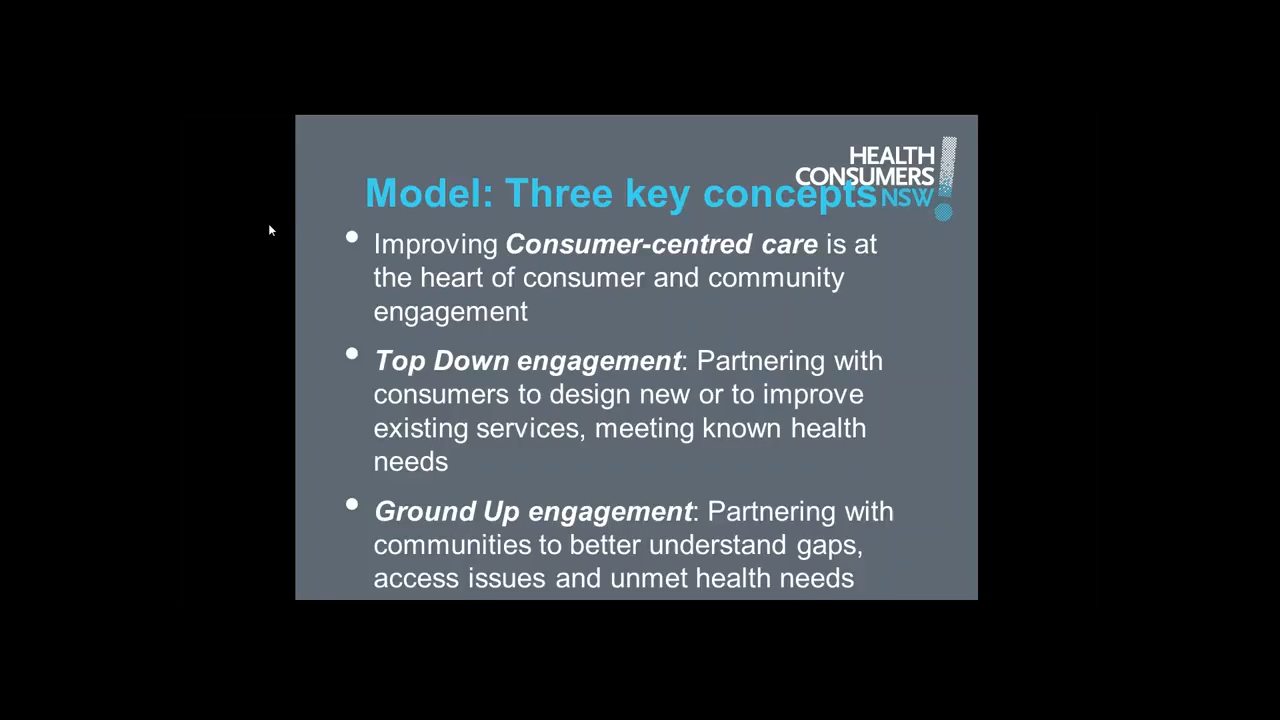 HEALTH
CONSUMERS
NSW
Model: Three key concepts
• Improving Consumer-centred care is at
the heart of consumer and community
engagement
• Top Down engagement: Partnering with
consumers to design new or to improve
existing services, meeting known health
needs
• Ground Up engagement: Partnering with
communities to better understand gaps,
access issues and unmet health needs